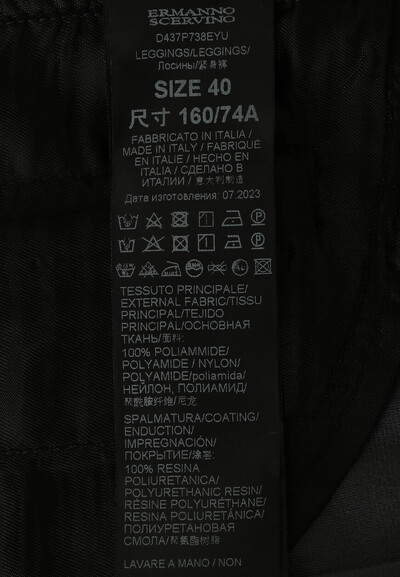 ERMANNO
SCERVINO
D437P738EYU
LEGGINGS/LEGGINGS/
Лосины/紧身裤
SIZE 40
尺寸 160/74A
FABBRICATO IN ITALIA /
MADE IN ITALY / FABRIQUE
EN ITALIE / HECHO EN
ITALIA / СДЕЛАНО В
ИТАЛИИ / 意大利制造
Дата изготовления: 07.2023
TESSUTO PRINCIPALE/
EXTERNAL FABRIC/TISSU
PRINCIPAL/TEJIDO
PRINCIPAL/ОСНОВНАЯ
ТКАНЬ/面料:
100% POLIAMMIDE/
POLYAMIDE / NYLON/
POLYAMIDE/poliamida/
НЕЙЛОН, ПОЛИАМИД/
聚酰胺纤维/尼龙
SPALMATURA/COATING/
ENDUCTION/
IMPREGNACIÓN/
ПОКРЫТИЕ/涂层:
100% RESINA
POLIURETANICA/
POLYURETHANIC RESIN/
RÉSINE POLYURÉTHANE/
RESINA POLIURETÁNICA/
ПОЛИУРЕТАНОВАЯ
СМОЛА/聚氨酯树脂
LAVARE A MANO / NON